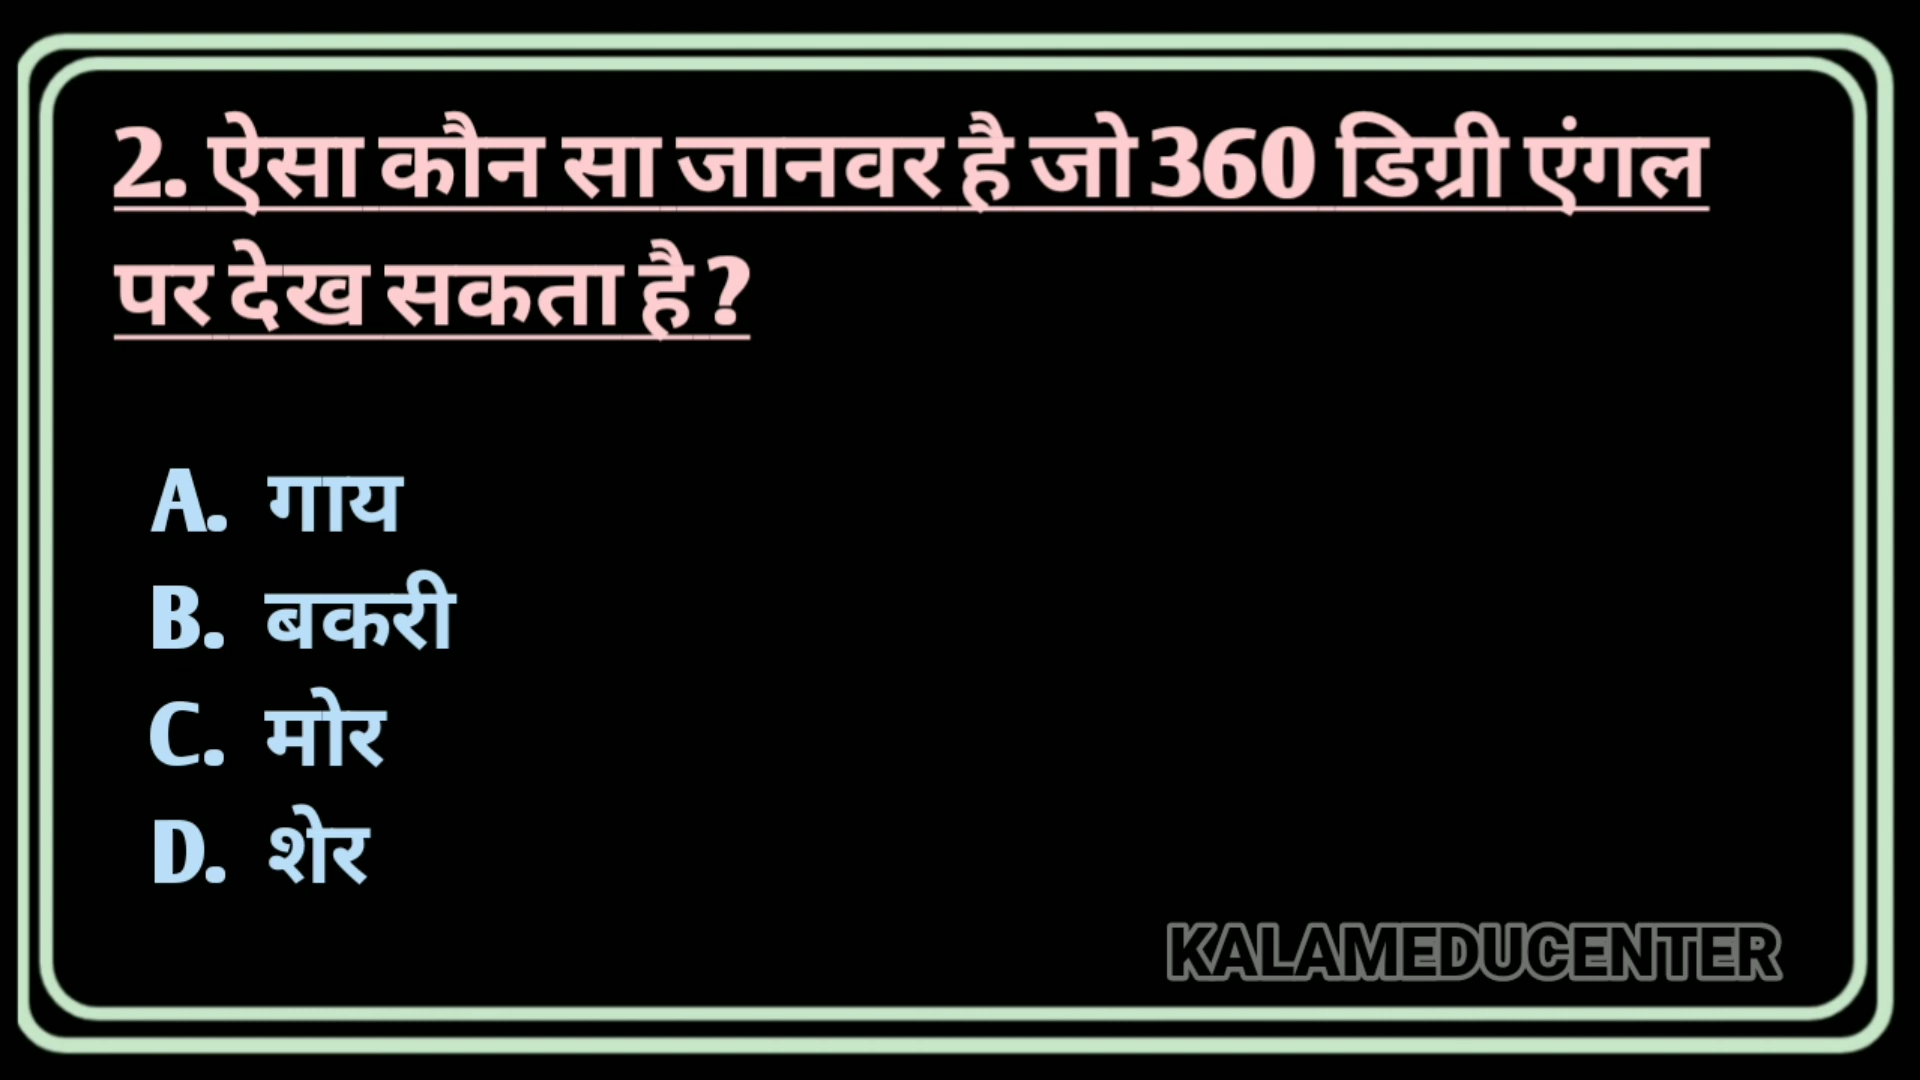 2. ऐसा कौन सा जानवर है जो 360 डिग्री एंगल
पर देख सकता है ?
A. गाय
B. बकरी
C. मोर
D. शेर
KALAMEDUCENTER